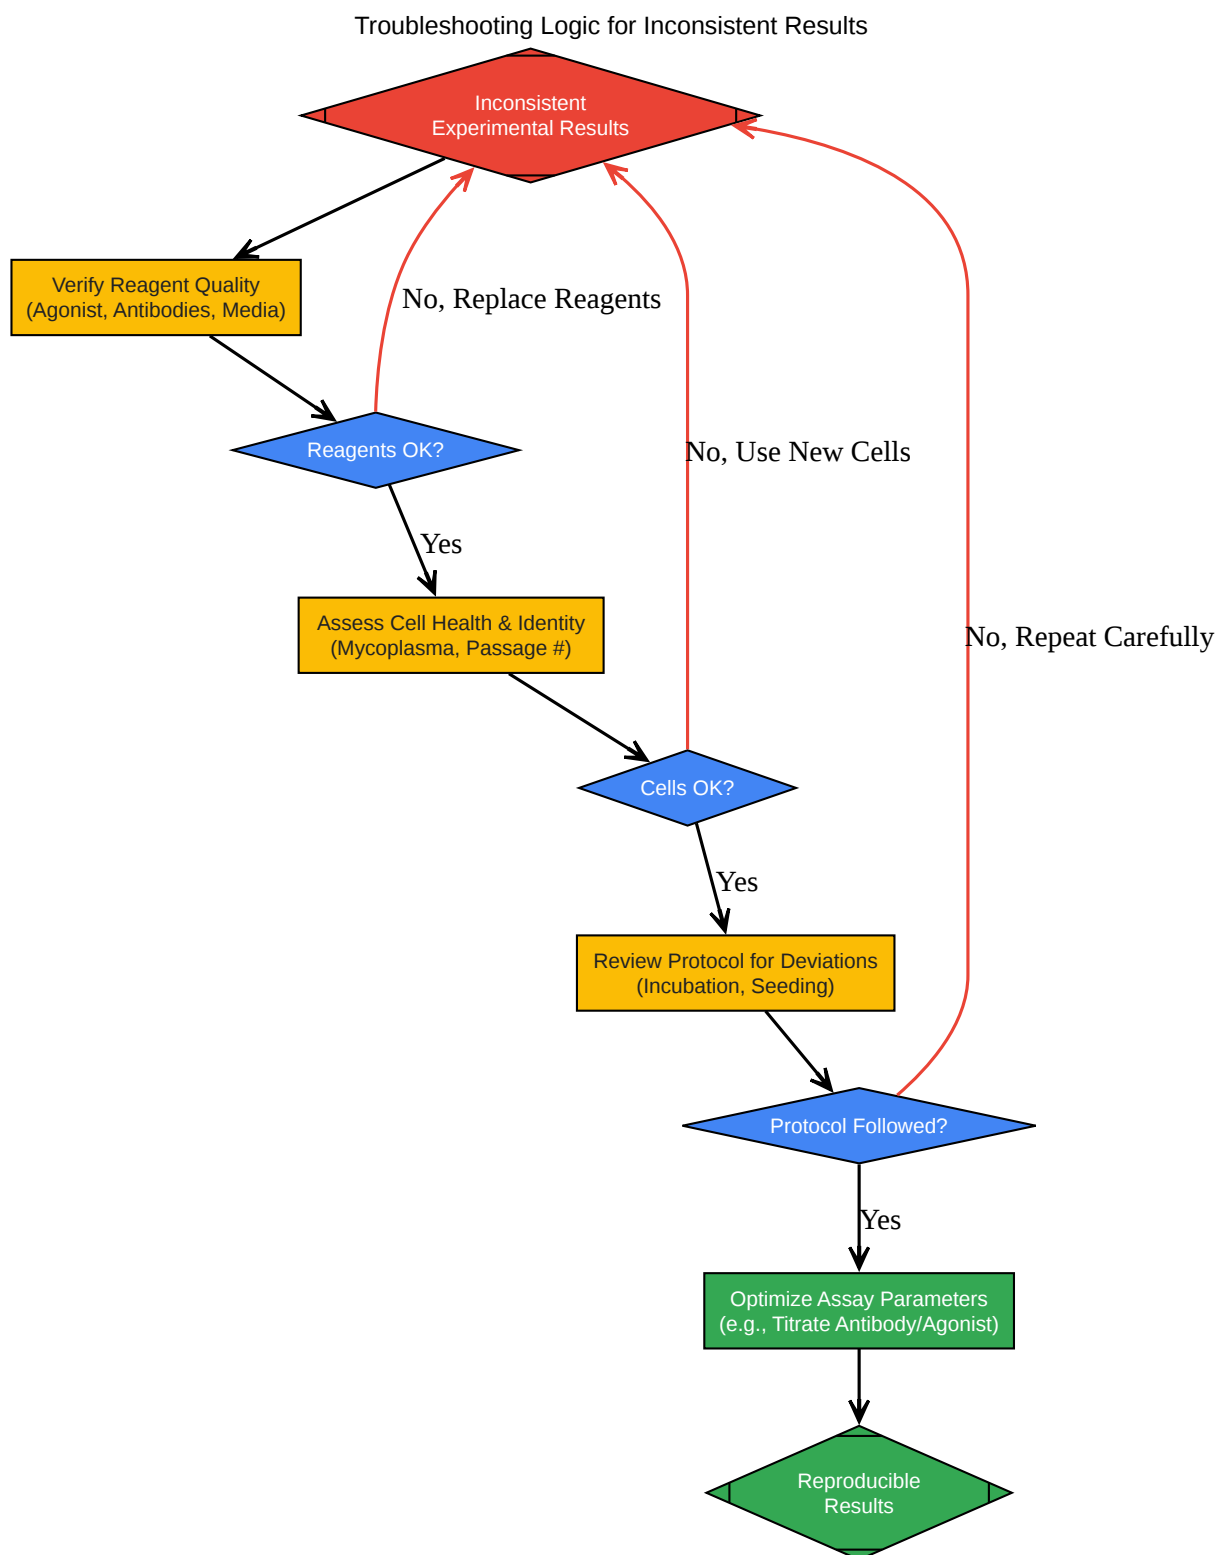 Troubleshooting Logic for Inconsistent Results
Inconsistent
Experimental Results
Verify Reagent Quality
(Agonist, Antibodies, Media)
No, Replace Reagents
Reagents OK?
No, Use New Cells
Yes
Assess Cell Health & Identity
(Mycoplasma, Passage #)
No, Repeat Carefully
Cells OK?
Yes
Review Protocol for Deviations
(Incubation, Seeding)
Protocol Followed?
Yes
Optimize Assay Parameters
(e.g., Titrate Antibody/Agonist)
Reproducible
Results